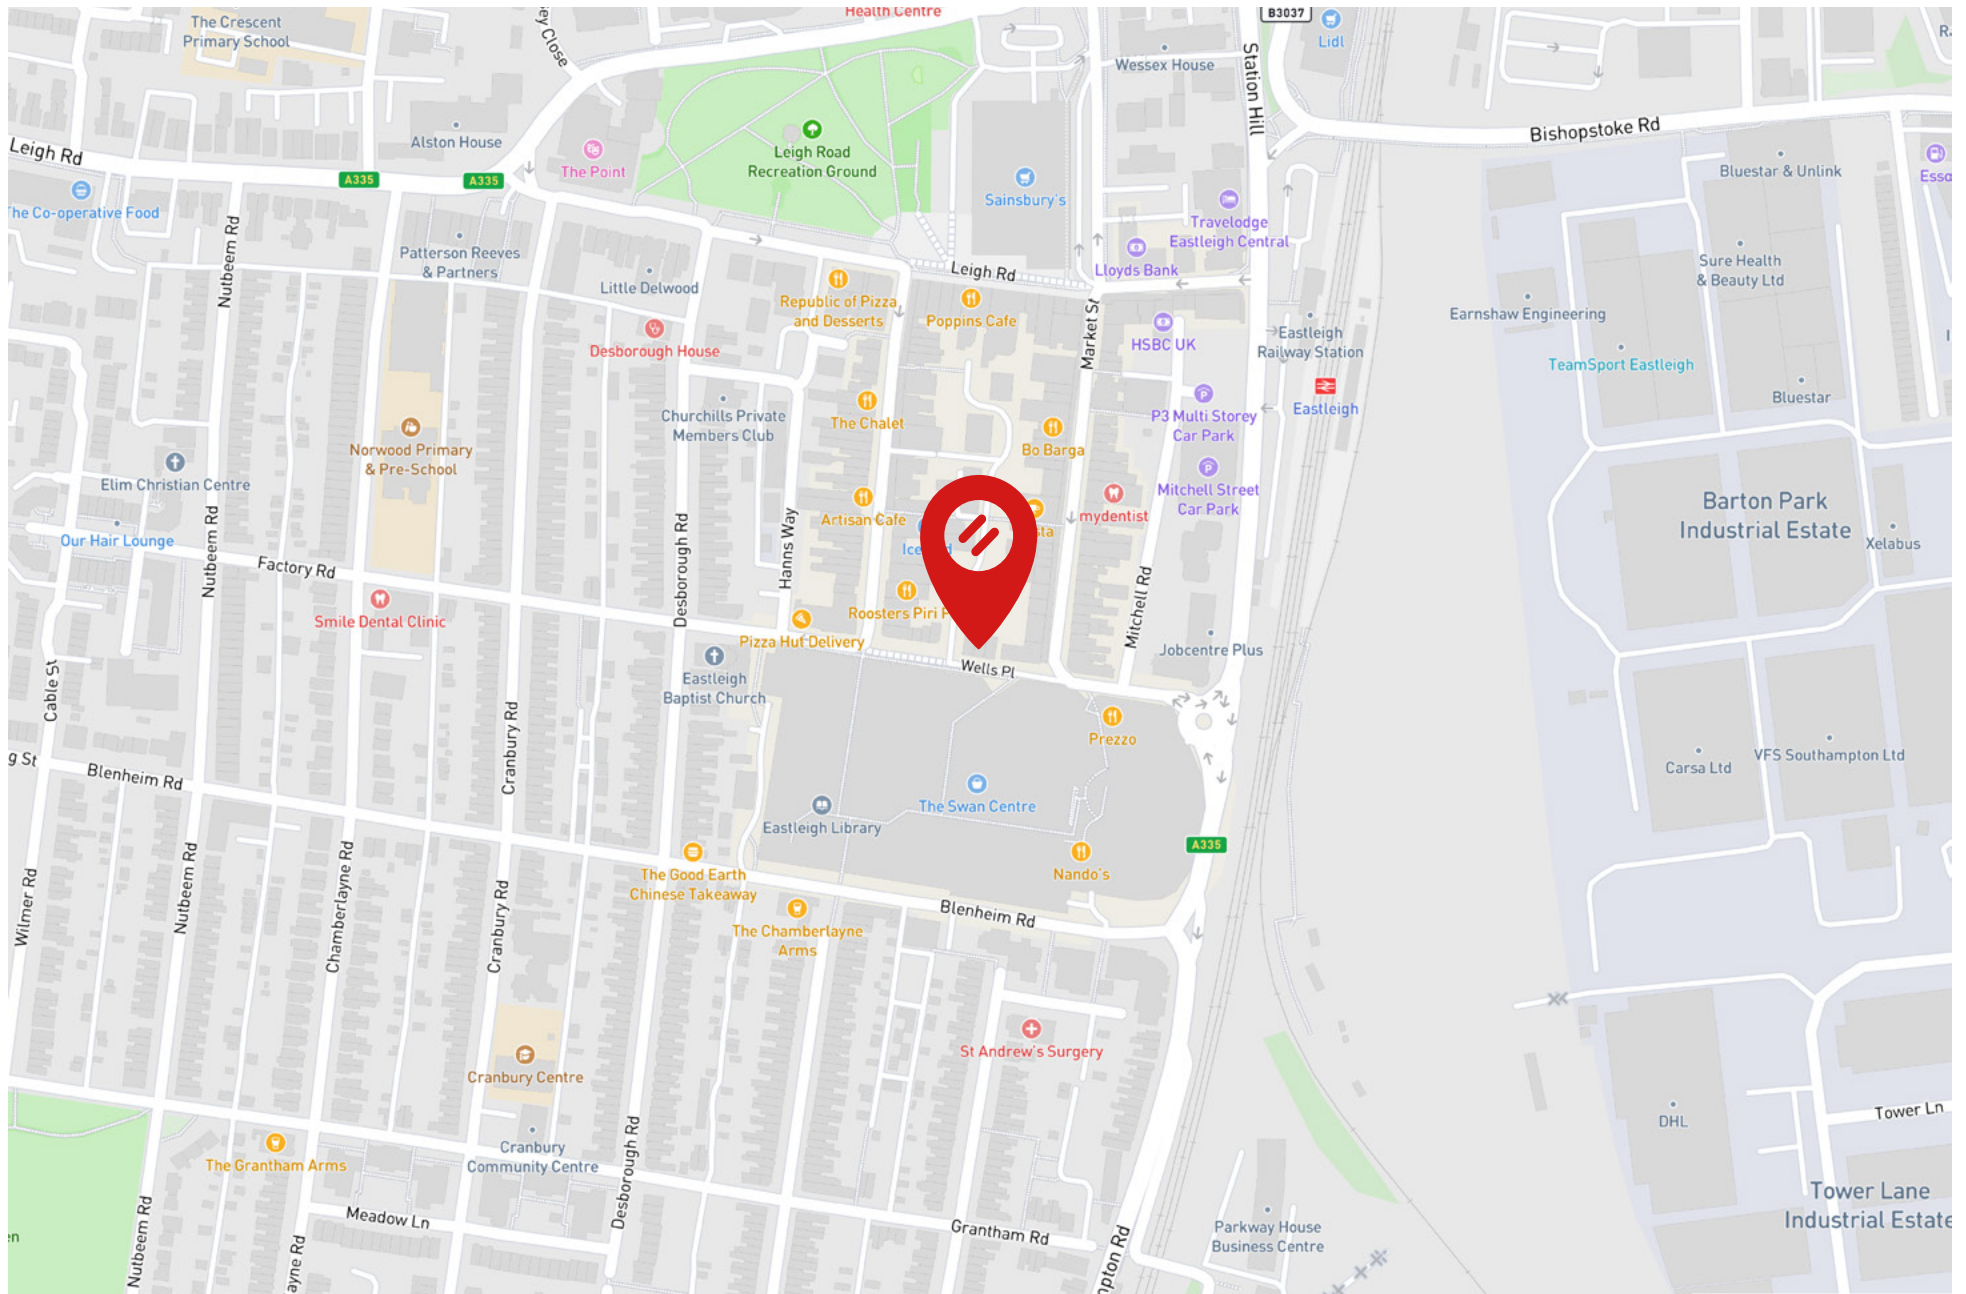 The Crescent
Primary School
ey Close
Health Centre
B3037
Lidl
Station Hill
Wessex House
Bishopstoke Rd
Leigh Rd
Alston House
The Point
Leigh Road
Recreation Ground
Sainsbury's
Bluestar & Unlink
A335
A335
The Co-operative Food
Nutbeem Rd
Patterson Reeves
& Partners
Little Delwood
Leigh Rd
Travelodge
Eastleigh Central
Lloyds Bank
Sure Health
& Beauty Ltd
Republic of Pizza
and Desserts
Poppins Cafe
Market St
HSBC UK
Eastleigh
Railway Station
Earnshaw Engineering
Desborough House
TeamSport Eastleigh
Bluestar
Eastleigh
Churchills Private
Members Club
The Chalet
P3 Multi Storey
Car Park
Norwood Primary
& Pre-School
Bo Barga
Elim Christian Centre
Mitchell Street
Car Park
Barton Park
Industrial Estate
Xelabus
Artisan Cafe
mydentist
Our Hair Lounge
Nutbeem Rd
Factory Rd
Desborough Rd
Hanns Way
Roosters Piri
Mitchell Rd
Smile Dental Clinic
Pizza Hut Delivery
Jobcentre Plus
Wells Pl
Cable St
Eastleigh
Baptist Church
Cranbury Rd
Prezzo
g St
Blenheim Rd
Carsa Ltd
VFS Southampton Ltd
The Swan Centre
Eastleigh Library
A335
Nando's
The Good Earth
Chinese Takeaway
Wilmer Rd
Nutbeem Rd
Chamberlayne Rd
Cranbury Rd
Blenheim Rd
The Chamberlayne
Arms
St Andrew's Surgery
Cranbury Centre
DHL
Tower Ln
Cranbury
Community Centre
The Grantham Arms
Desborough Rd
Tower Lane
Industrial Estate
Nutbeem Rd
Meadow Ln
Grantham Rd
Parkway House
Business Centre
ayne Rd
mpton Rd
en